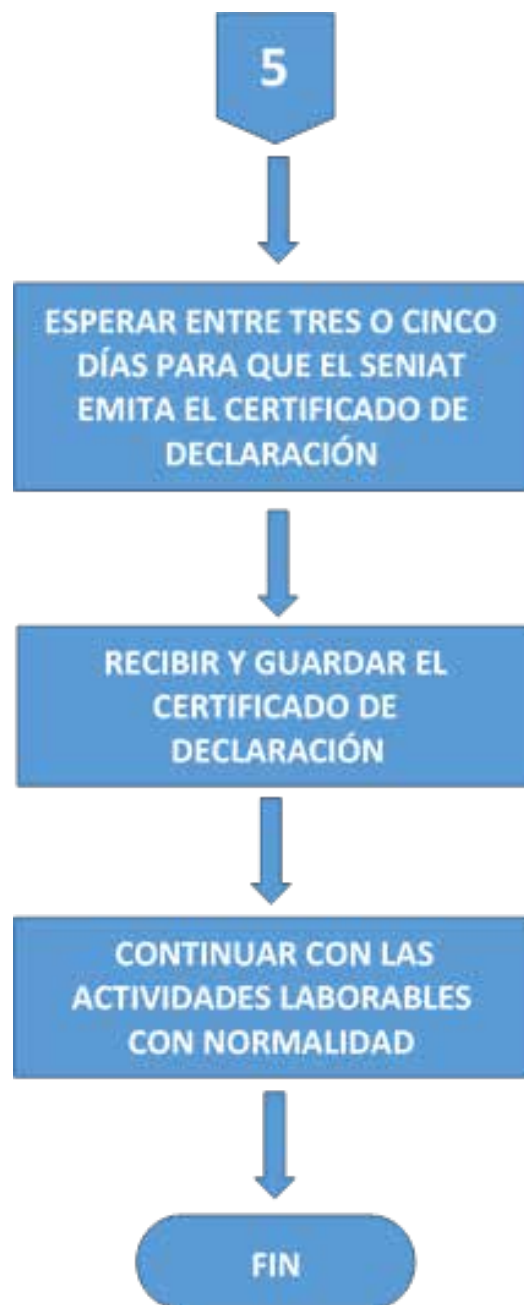 5
ESPERAR ENTRE TRES O CINCO
DÍAS PARA QUE EL SENIAT
EMITA EL CERTIFICADO DE
DECLARACIÓN
RECIBIR Y GUARDAR EL
CERTIFICADO DE
DECLARACIÓN
CONTINUAR CON LAS
ACTIVIDADES LABORABLES
CON NORMALIDAD
FIN